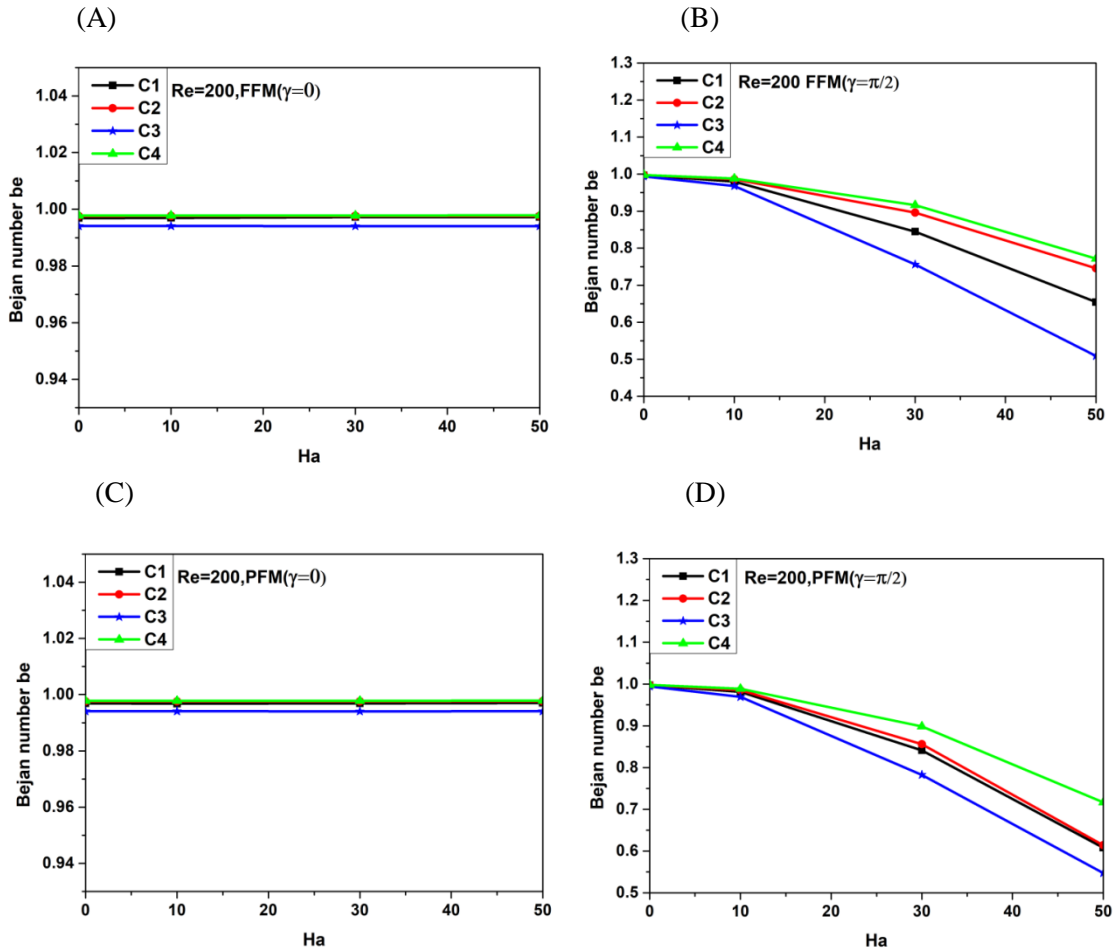 (A)
(B)
C1
C2
C3
C4
Re=200,FFM(γ=0)
1.04
1.02
1.00
0.98
0.96
0.94
Bejan number be
0
10
20
30
40
50
Ha
C1
C2
C3
C4
Re=200 FFM(γ=π/2)
1.3
1.2
1.1
1.0
0.9
0.8
0.7
0.6
0.5
0.4
Bejan number be
0
10
20
30
40
50
Ha
(C)
(D)
C1
C2
C3
C4
Re=200,PFM(γ=0)
1.04
1.02
1.00
0.98
0.96
0.94
Bejan number be
0
10
20
30
40
50
Ha
C1
C2
C3
C4
Re=200,PFM(γ=π/2)
1.3
1.2
1.1
1.0
0.9
0.8
0.7
0.6
0.5
Bejan number be
0
10
20
30
40
50
Ha